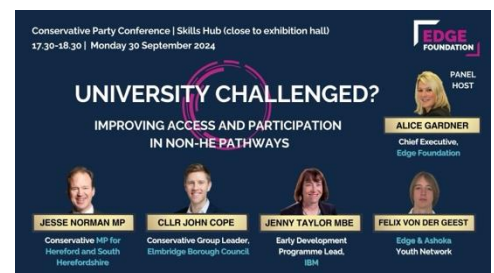 Conservative Party Conference | Skills Hub (close to exhibition hall)
17.30-18.30 | Monday 30 September 2024
EDGE
FOUNDATION
UNIVERSITY CHALLENGED?
IMPROVING ACCESS AND PARTICIPATION
IN NON-HE PATHWAYS
PANEL
HOST
ALICE GARDNER
Chief Executive,
Edge Foundation
JESSE NORMAN MP
Conservative MP for
Hereford and South
Herefordshire
CLLR JOHN COPE
Conservative Group Leader,
Elmbridge Borough Council
JENNY TAYLOR MBE
Early Development
Programme Lead,
IBM
FELIX VON DER GEEST
Edge & Ashoka
Youth Network